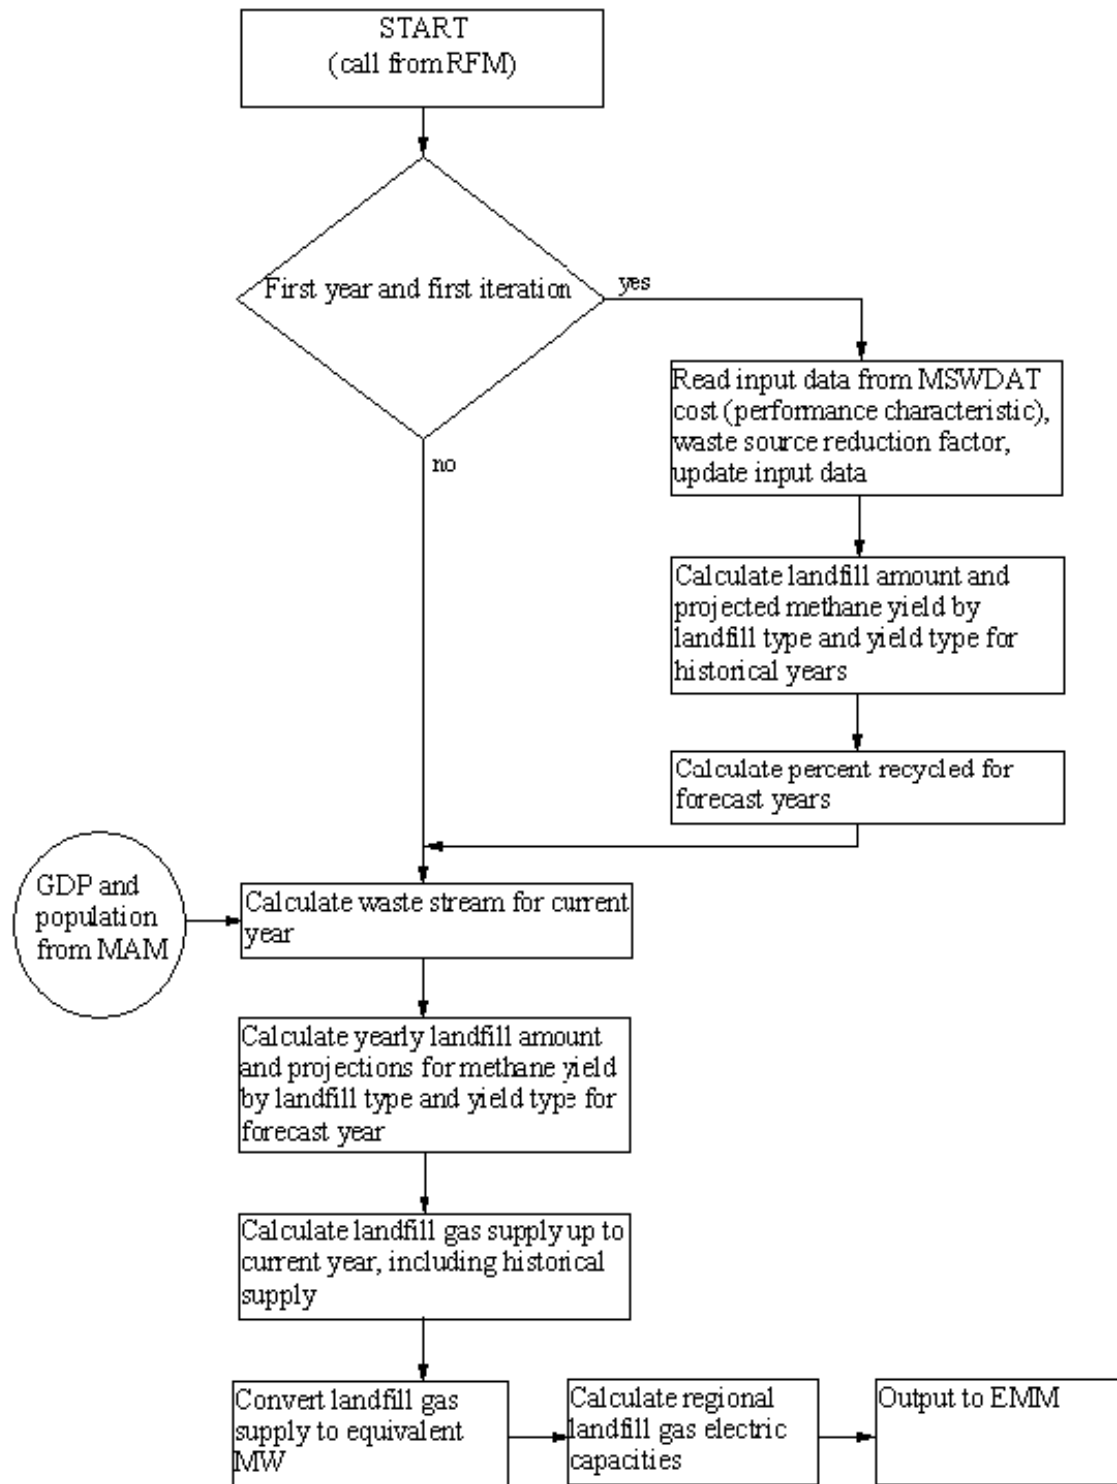 START
(call from RFM)
First year and first iteration
yes
Read input data from MSWDAT
cost (performance characteristic),
waste source reduction factor,
update input data
no
Calculate landfill amount and
projected methane yield by
landfill type and yield type for
historical years
Calculate percent recycled for
forecast years
GDP and
population
from MAM
Calculate waste stream for current
year
Calculate yearly landfill amount
and projections for methane yield
by landfill type and yield type for
forecast year
Calculate landfill gas supply up to
current year, including historical
supply
Convert landfill gas
supply to equivalent
MW
Calculate regional
landfill gas electric
capacities
Output to EMM